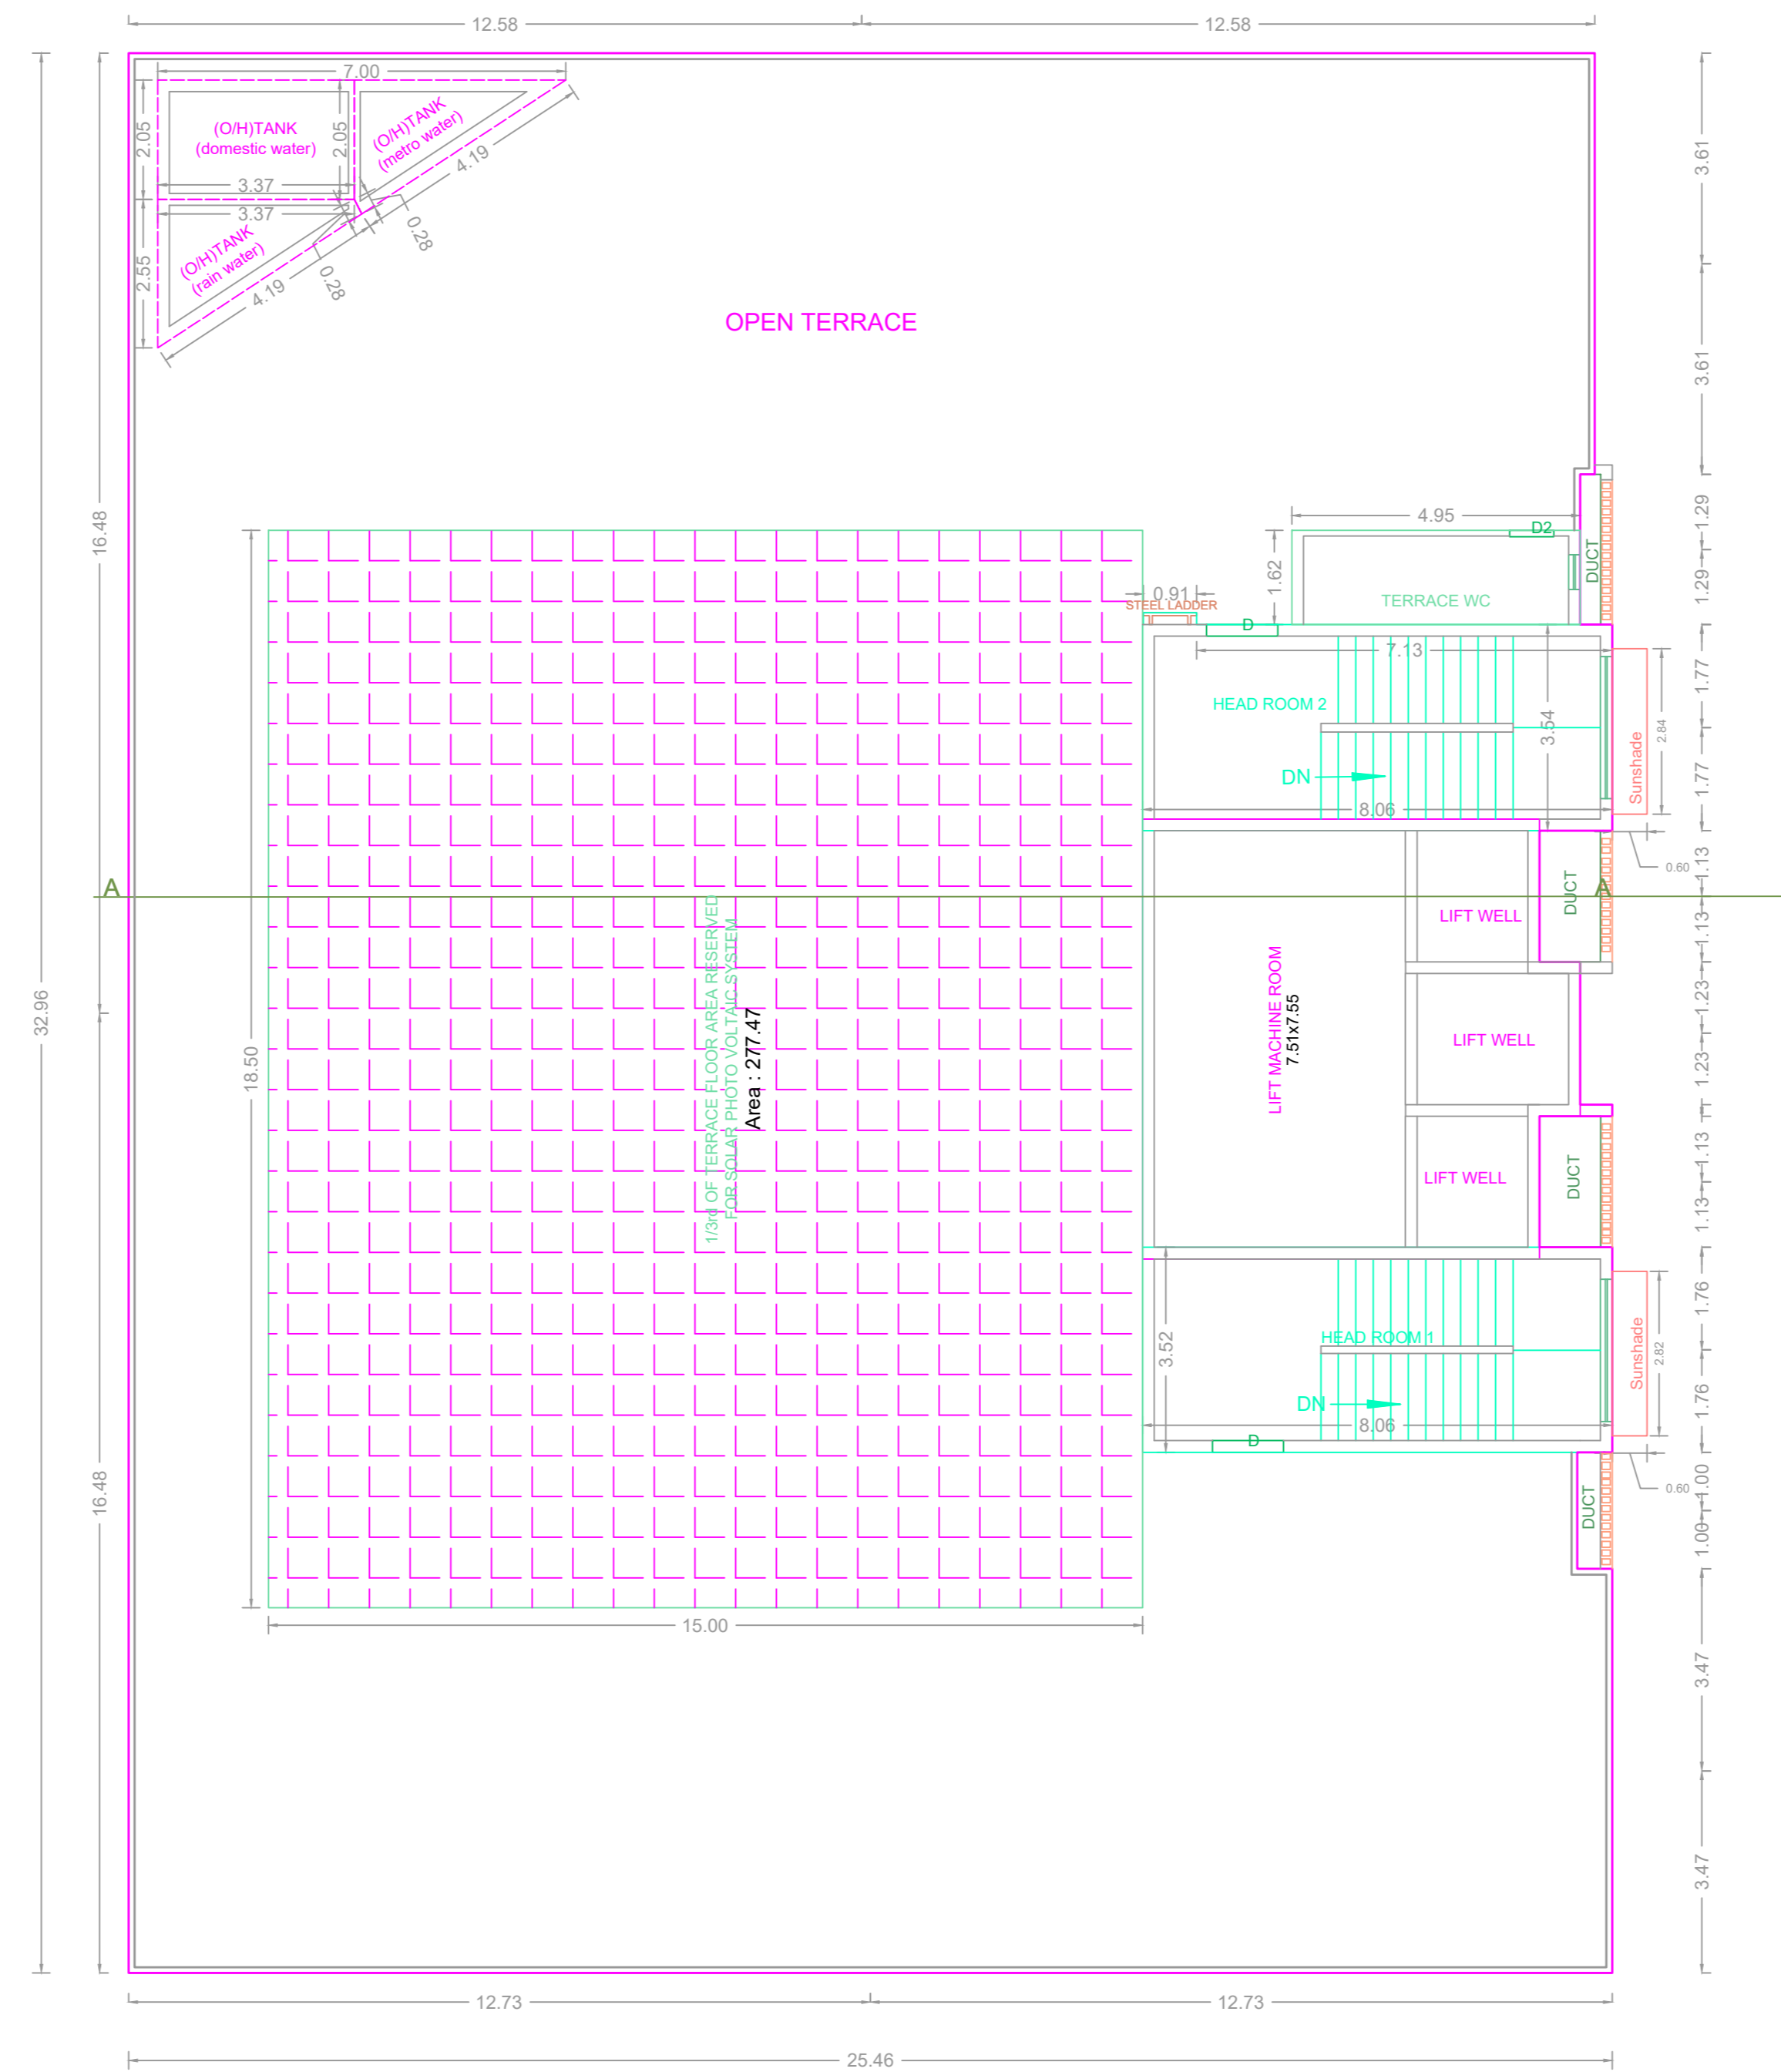 12.58
12.58
7.00
(O/H)TANK
(domestic water)
2.05
2.05
(O/H)TANK
(metro water)
4.19
3.37
3.37
0.28
(O/H)TANK
(rain water)
2.55
4.19
0.28
OPEN TERRACE
3.61
3.61
16.48
4.95
D2
1.29
1.29
DUCT
1.62
TERRACE WC
0.91
STEEL LADDER
D
7.13
HEAD ROOM 2
3.54
1.77
1.77
2.84
Sunshade
DN
8.06
0.60
A
A
1.13
1.13
DUCT
LIFT WELL
32.96
18.50
1/3rd OF TERRACE FLOOR AREA RESERVED
FOR SOLAR PHOTO VOLTAIC SYSTEM
Area : 277.47
LIFT MACHINE ROOM
7.51x7.55
LIFT WELL
1.23
1.23
LIFT WELL
DUCT
1.13
1.13
3.52
HEAD ROOM 1
1.76
1.76
2.82
Sunshade
DN
8.06
D
0.60
16.48
DUCT
1.00
1.00
15.00
3.47
3.47
12.73
12.73
25.46